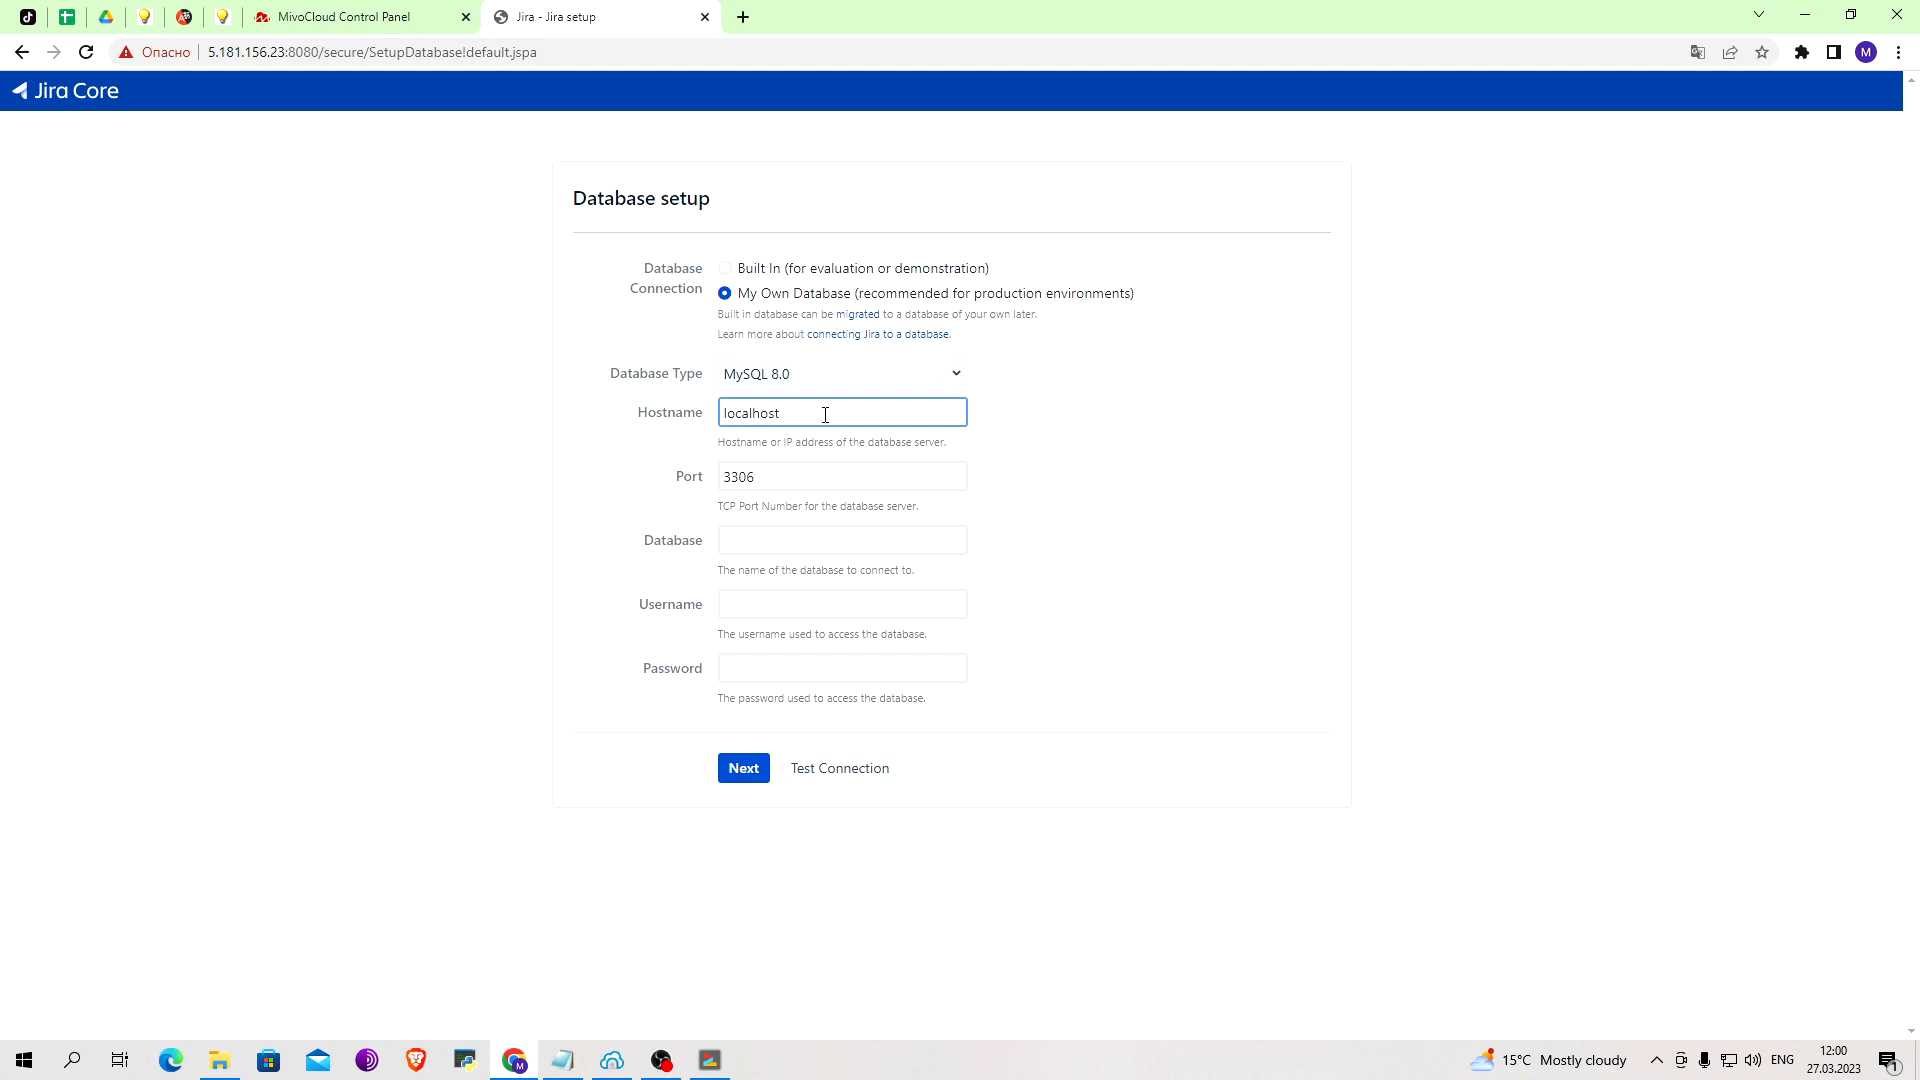 MivoCloud Control Panel
Jira - Jira setup
Опасно
5.181.156.23:8080/secure/SetupDatabase!default.jspa
M
Jira Core
Database setup
Database Connection
Built In (for evaluation or demonstration)
My Own Database (recommended for production environments)
Built in database can be migrated to a database of your own later.
Learn more about connecting Jira to a database.
Database Type MySQL 8.0
Hostname localhost
Hostname or IP address of the database server.
Port 3306
TCP Port Number for the database server.
Database
The name of the database to connect to.
Username
The username used to access the database.
Password
The password used to access the database.
Next Test Connection
15°C Mostly cloudy
ENG
12:00
27.03.2023
1